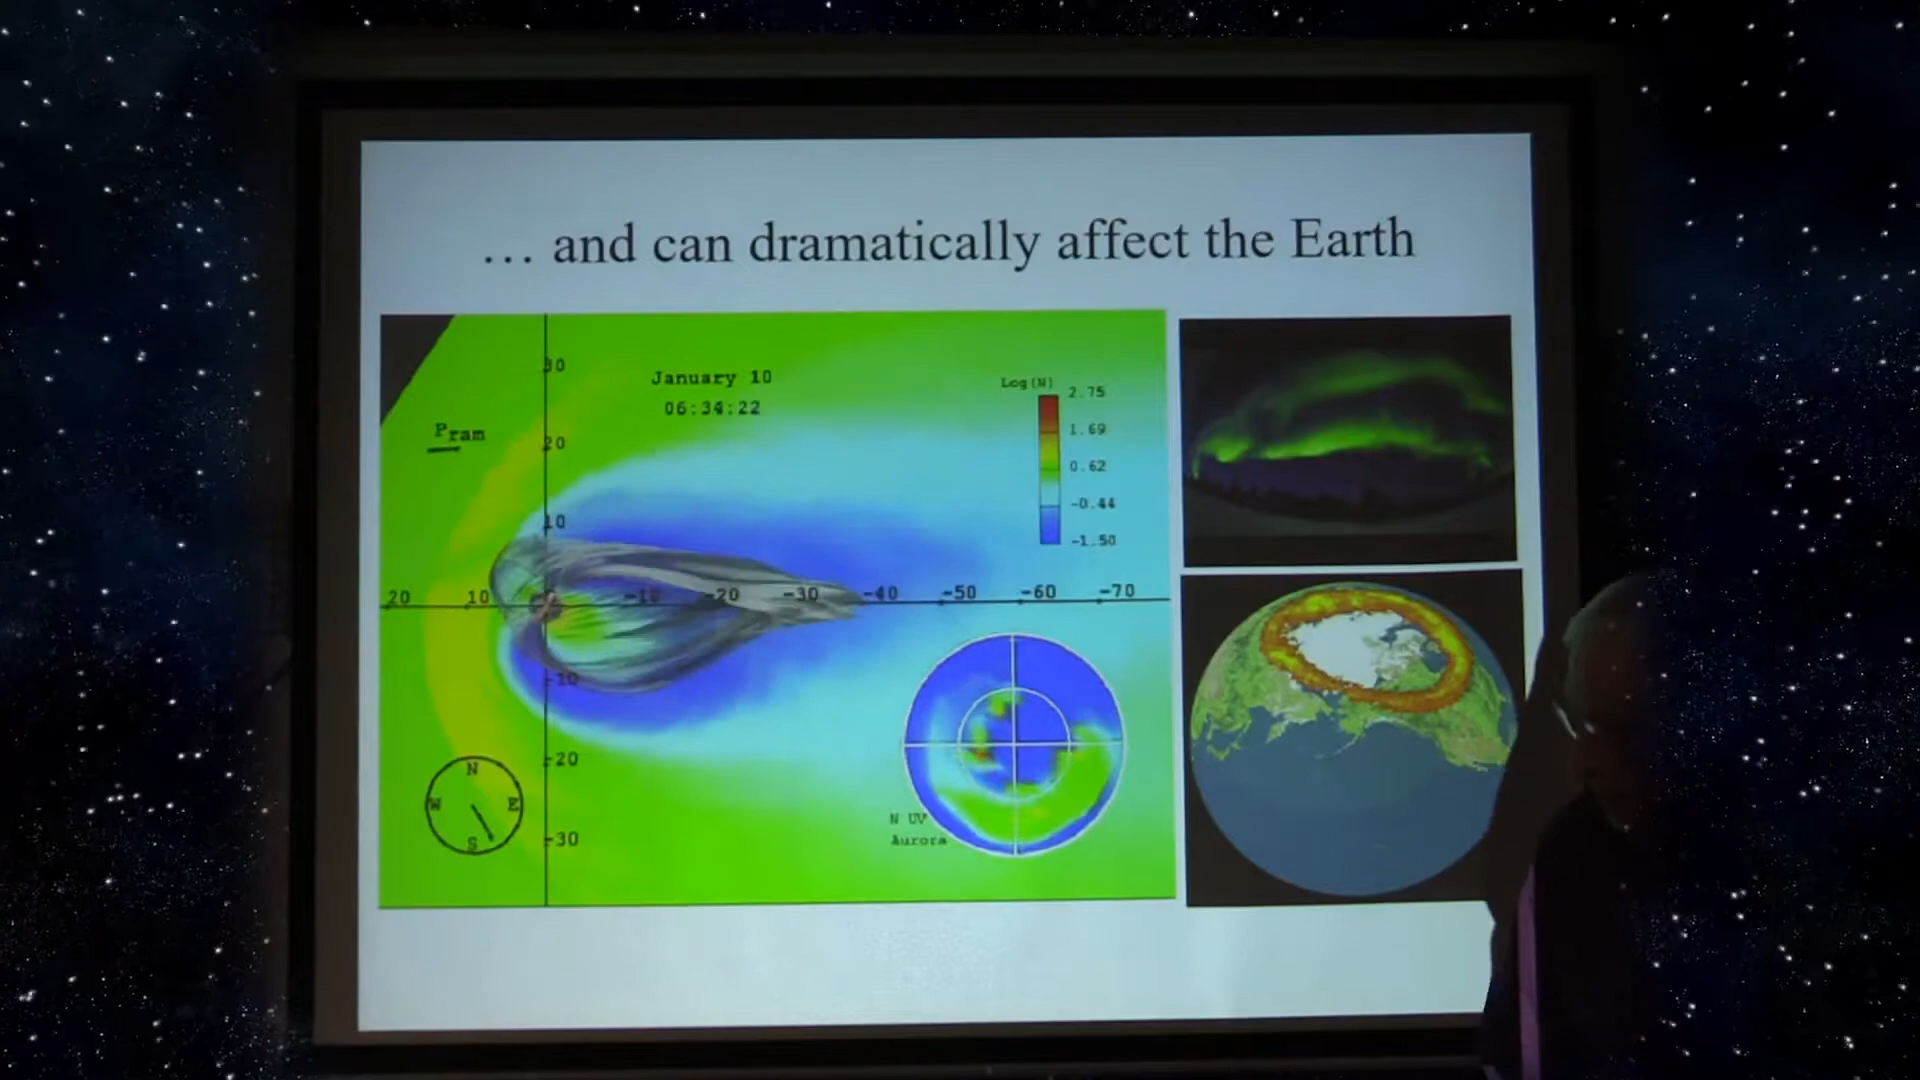 … and can dramatically affect the Earth
January 10
06:34:22
Pram
Log(N)
2.75
1.69
0.62
-0.44
-1.50
30
20
10
20 10 -10 -20 -30 -40 -50 -60 -70
-10
-20
-30
N
W E
S
N UV
Aurora